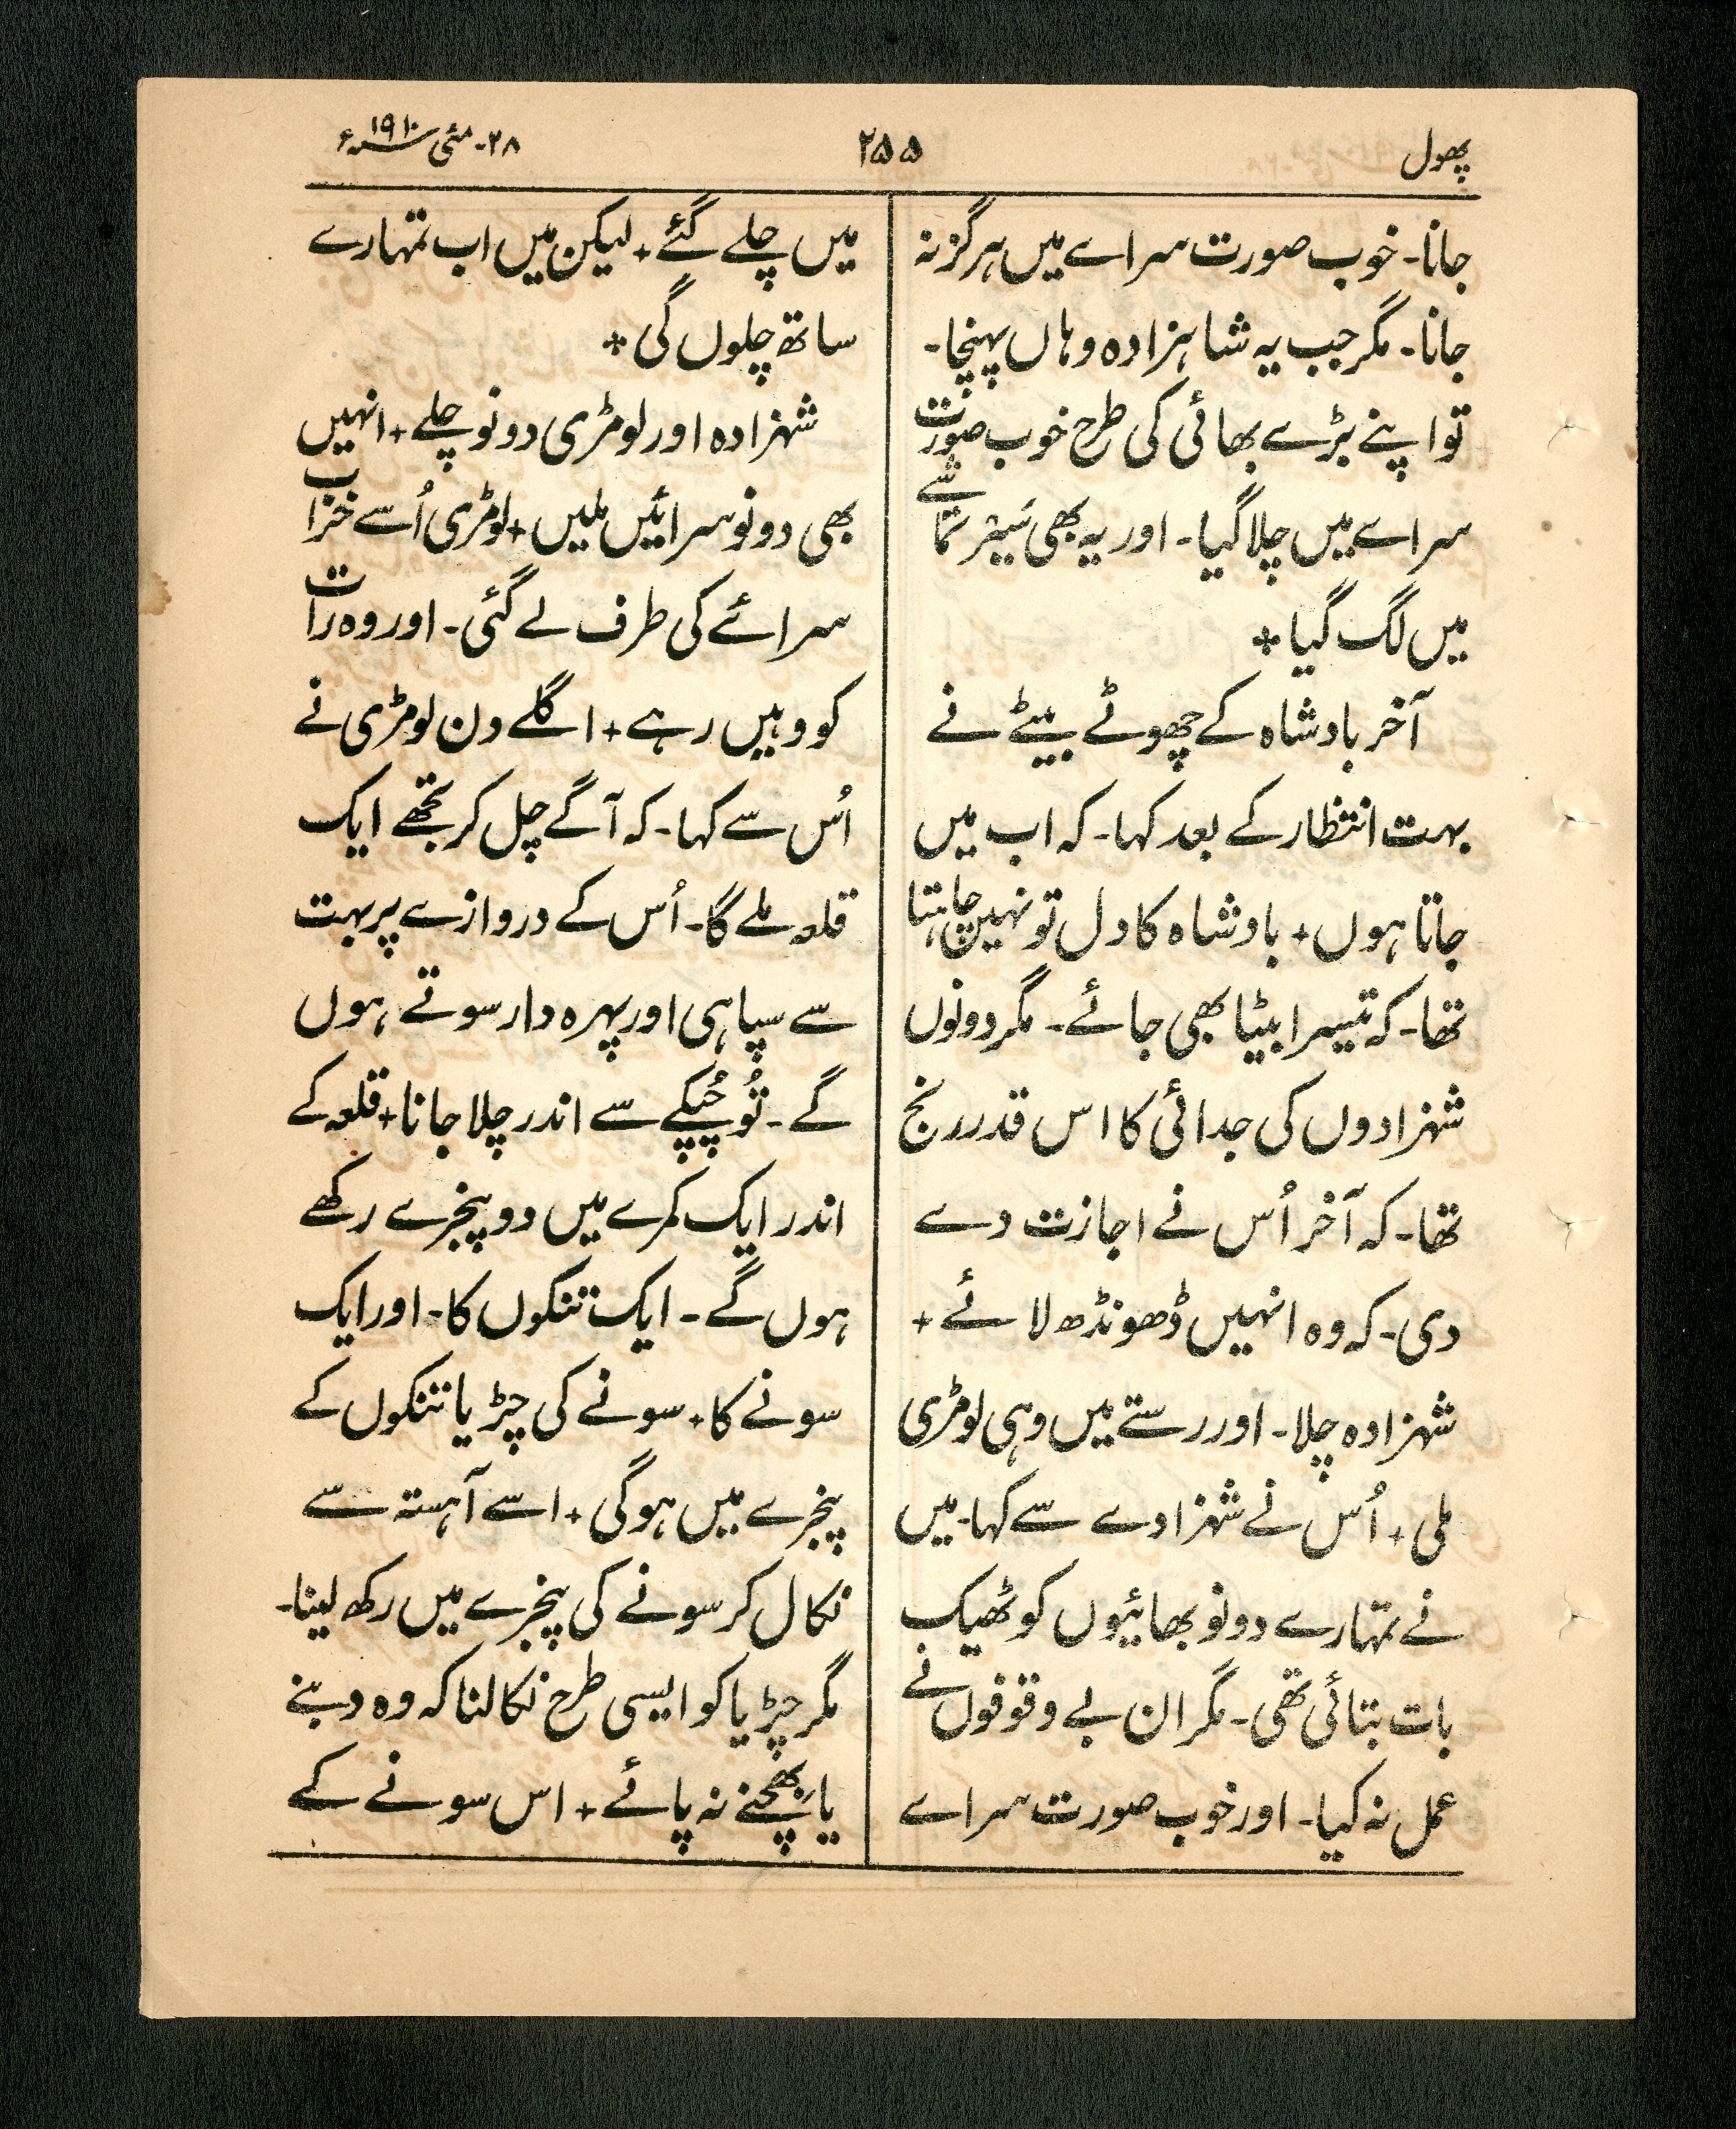 پھول
۲۵۵
۲۸۔ مئی سنہ ۱۹۱۰ء
جانا۔ خوب صورت سراے میں ہرگز نہ
جانا۔ مگر جب یہ شاہزادہ وہاں پہنچا۔
تو اپنے بڑے بھائی کی طرح خوب صورت
سراے میں چلا گیا۔ اور یہ بھی سَیر تماشے
میں لگ گیا +
آخر بادشاہ کے چھوٹے بیٹے نے
بہت انتظار کے بعد کہا۔ کہ اب میں
جاتا ہوں + بادشاہ کا دل تو نہیں چاہتا
تھا۔ کہ تیسرا بیٹا بھی جائے۔ مگر دونوں
شہزادوں کی جدائی کا اس قدر رنج
تھا۔ کہ آخر اُس نے اجازت دے
دی۔ کہ وہ انہیں ڈھونڈھ لائے +
شہزادہ چلا۔ اور رستے میں وہی لومڑی
ملی + اُس نے شہزادے سے کہا۔ میں
نے تمہارے دونو بھائیوں کو ٹھیک
بات بتائی تھی۔ مگر ان بے وقوفوں نے
عمل نہ کیا۔ اور خوب صورت سراے
میں چلے گئے + لیکن میں اب تمہارے
ساتھ چلوں گی +
شہزادہ اور لومڑی دونو چلے + انہیں
بھی دونو سرائیں ملیں + لومڑی اُسے خراب
سرائے کی طرف لے گئی۔ اور وہ رات
کو وہیں رہے + اگلے دن لومڑی نے
اُس سے کہا۔ کہ آگے چل کر تجھے ایک
قلعہ ملے گا۔ اُس کے دروازے پر بہت
سے سپاہی اور پہرہ دار سوتے ہوں
گے۔ تُو چُپکے سے اندر چلا جانا + قلعہ کے
اندر ایک کمرے میں دو پنجرے رکھے
ہوں گے۔ ایک تنکوں کا۔ اور ایک
سونے کا + سونے کی چڑیا تنکوں کے
پنجرے میں ہوگی + اسے آہستہ سے
نکال کر سونے کی پنجرے میں رکھ لینا۔
مگر چڑیا کو ایسی طرح نکالنا کہ وہ دبنے
یا بھچنے نہ پائے + اس سونے کے